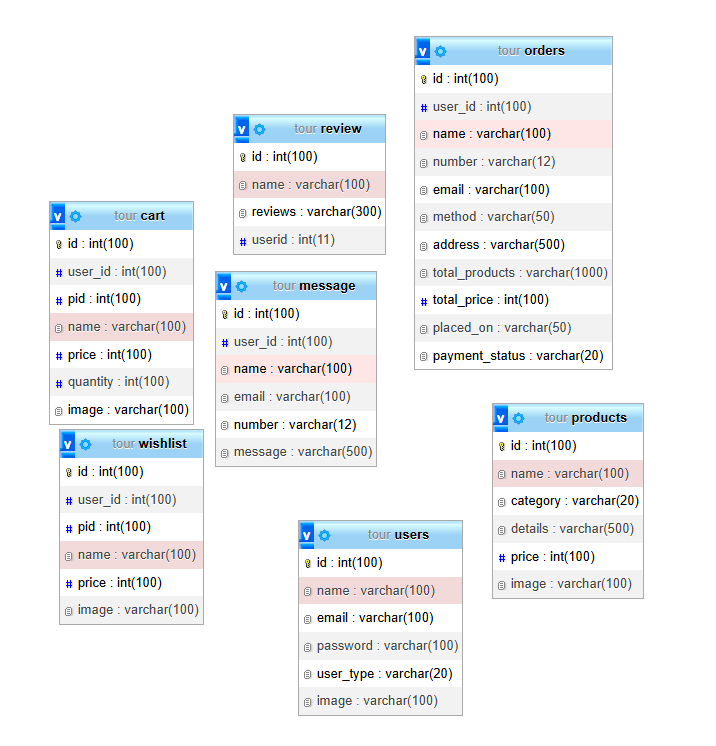 v tour orders
id : int(100)
user_id : int(100)
name : varchar(100)
number : varchar(12)
email : varchar(100)
method : varchar(50)
address : varchar(500)
total_products : varchar(1000)
total_price : int(100)
placed_on : varchar(50)
payment_status : varchar(20)
v tour review
id : int(100)
name : varchar(100)
reviews : varchar(300)
userid : int(11)
v tour cart
id : int(100)
user_id : int(100)
pid : int(100)
name : varchar(100)
price : int(100)
quantity : int(100)
image : varchar(100)
v tour message
id : int(100)
user_id : int(100)
name : varchar(100)
email : varchar(100)
number : varchar(12)
message : varchar(500)
v tour wishlist
id : int(100)
user_id : int(100)
pid : int(100)
name : varchar(100)
price : int(100)
image : varchar(100)
v tour products
id : int(100)
name : varchar(100)
category : varchar(20)
details : varchar(500)
price : int(100)
image : varchar(100)
v tour users
id : int(100)
name : varchar(100)
email : varchar(100)
password : varchar(100)
user_type : varchar(20)
image : varchar(100)